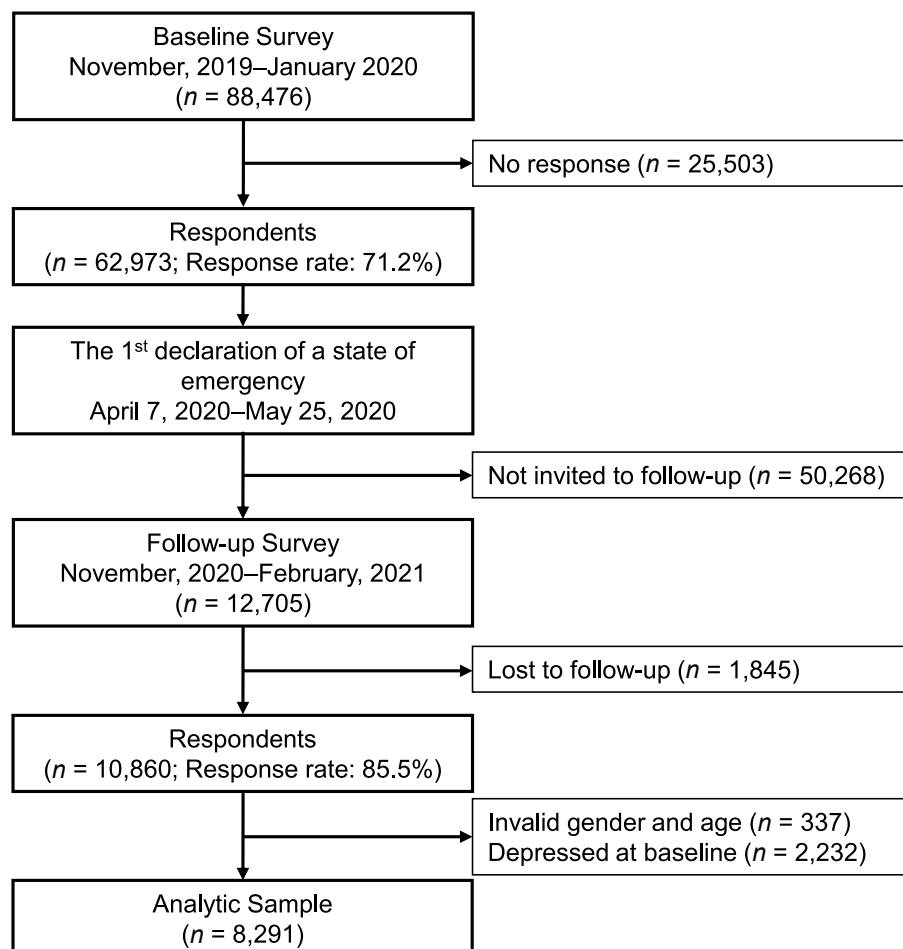 Baseline Survey
November, 2019–January 2020
(n = 88,476)
No response (n = 25,503)
Respondents
(n = 62,973; Response rate: 71.2%)
The 1st declaration of a state of
emergency
April 7, 2020–May 25, 2020
Not invited to follow-up (n = 50,268)
Follow-up Survey
November, 2020–February, 2021
(n = 12,705)
Lost to follow-up (n = 1,845)
Respondents
(n = 10,860; Response rate: 85.5%)
Invalid gender and age (n = 337)
Depressed at baseline (n = 2,232)
Analytic Sample
(n = 8,291)